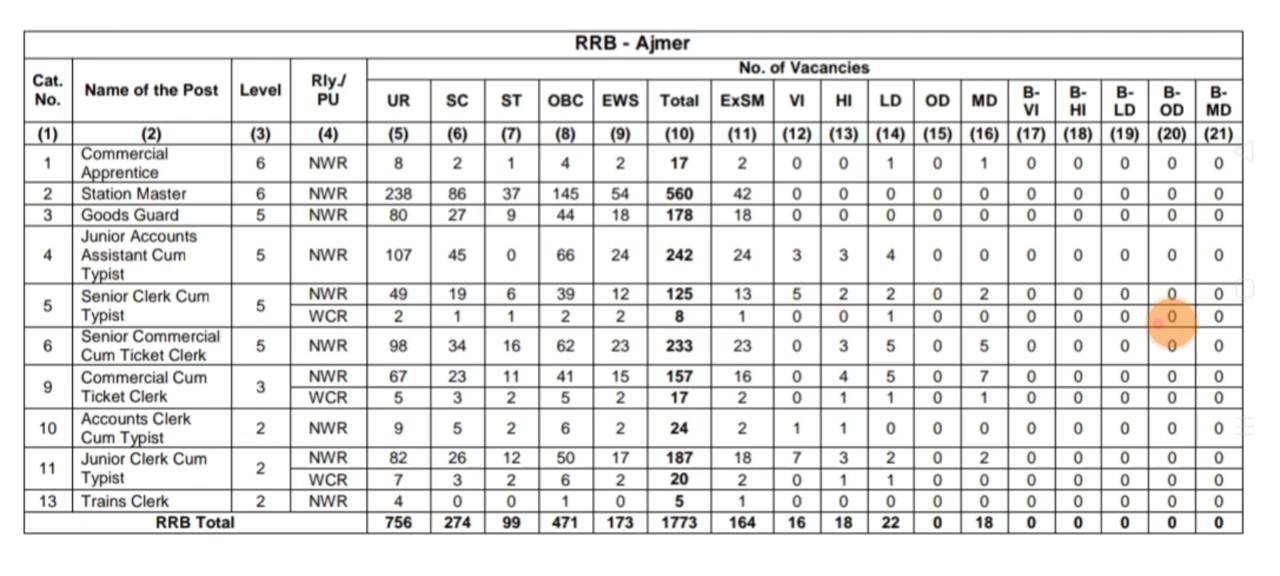 RRB - Ajmer
Cat. No. Name of the Post Level Rly./ PU No. of Vacancies
UR SC ST OBC EWS Total ExSM VI HI LD OD MD B-VI B-HI B-LD B-OD B-MD
(1) (2) (3) (4) (5) (6) (7) (8) (9) (10) (11) (12) (13) (14) (15) (16) (17) (18) (19) (20) (21)
1 Commercial Apprentice 6 NWR 8 2 1 4 2 17 2 0 0 1 0 1 0 0 0 0 0
2 Station Master 6 NWR 238 86 37 145 54 560 42 0 0 0 0 0 0 0 0 0 0
3 Goods Guard 5 NWR 80 27 9 44 18 178 18 0 0 0 0 0 0 0 0 0 0
4 Junior Accounts Assistant Cum Typist 5 NWR 107 45 0 66 24 242 24 3 3 4 0 0 0 0 0 0 0
5 Senior Clerk Cum Typist 5 NWR 49 19 6 39 12 125 13 5 2 2 0 2 0 0 0 0 0
WCR 2 1 1 2 2 8 1 0 0 1 0 0 0 0 0 0 0
6 Senior Commercial Cum Ticket Clerk 5 NWR 98 34 16 62 23 233 23 0 3 5 0 5 0 0 0 0 0
9 Commercial Cum Ticket Clerk 3 NWR 67 23 11 41 15 157 16 0 4 5 0 7 0 0 0 0 0
WCR 5 3 2 5 2 17 2 0 1 1 0 1 0 0 0 0 0
10 Accounts Clerk Cum Typist 2 NWR 9 5 2 6 2 24 2 1 1 0 0 0 0 0 0 0 0
11 Junior Clerk Cum Typist 2 NWR 82 26 12 50 17 187 18 7 3 2 0 2 0 0 0 0 0
WCR 7 3 2 6 2 20 2 0 1 1 0 0 0 0 0 0 0
13 Trains Clerk 2 NWR 4 0 0 1 0 5 1 0 0 0 0 0 0 0 0 0 0
RRB Total 756 274 99 471 173 1773 164 16 18 22 0 18 0 0 0 0 0